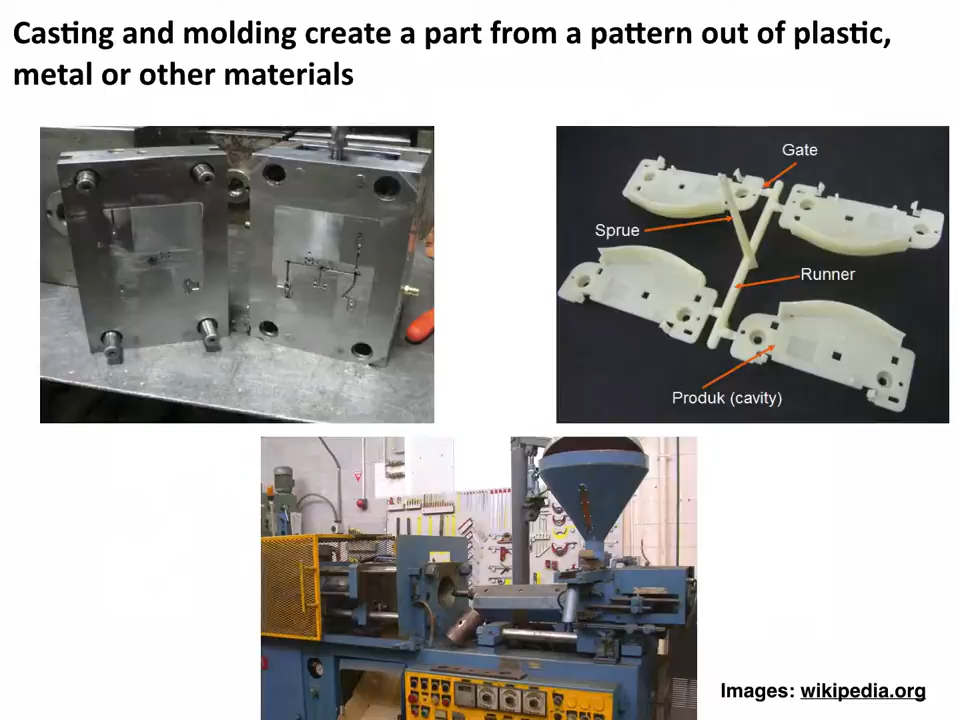 Casting and molding create a part from a pattern out of plastic,
metal or other materials
Gate
Sprue
Runner
Produk (cavity)
Images: wikipedia.org